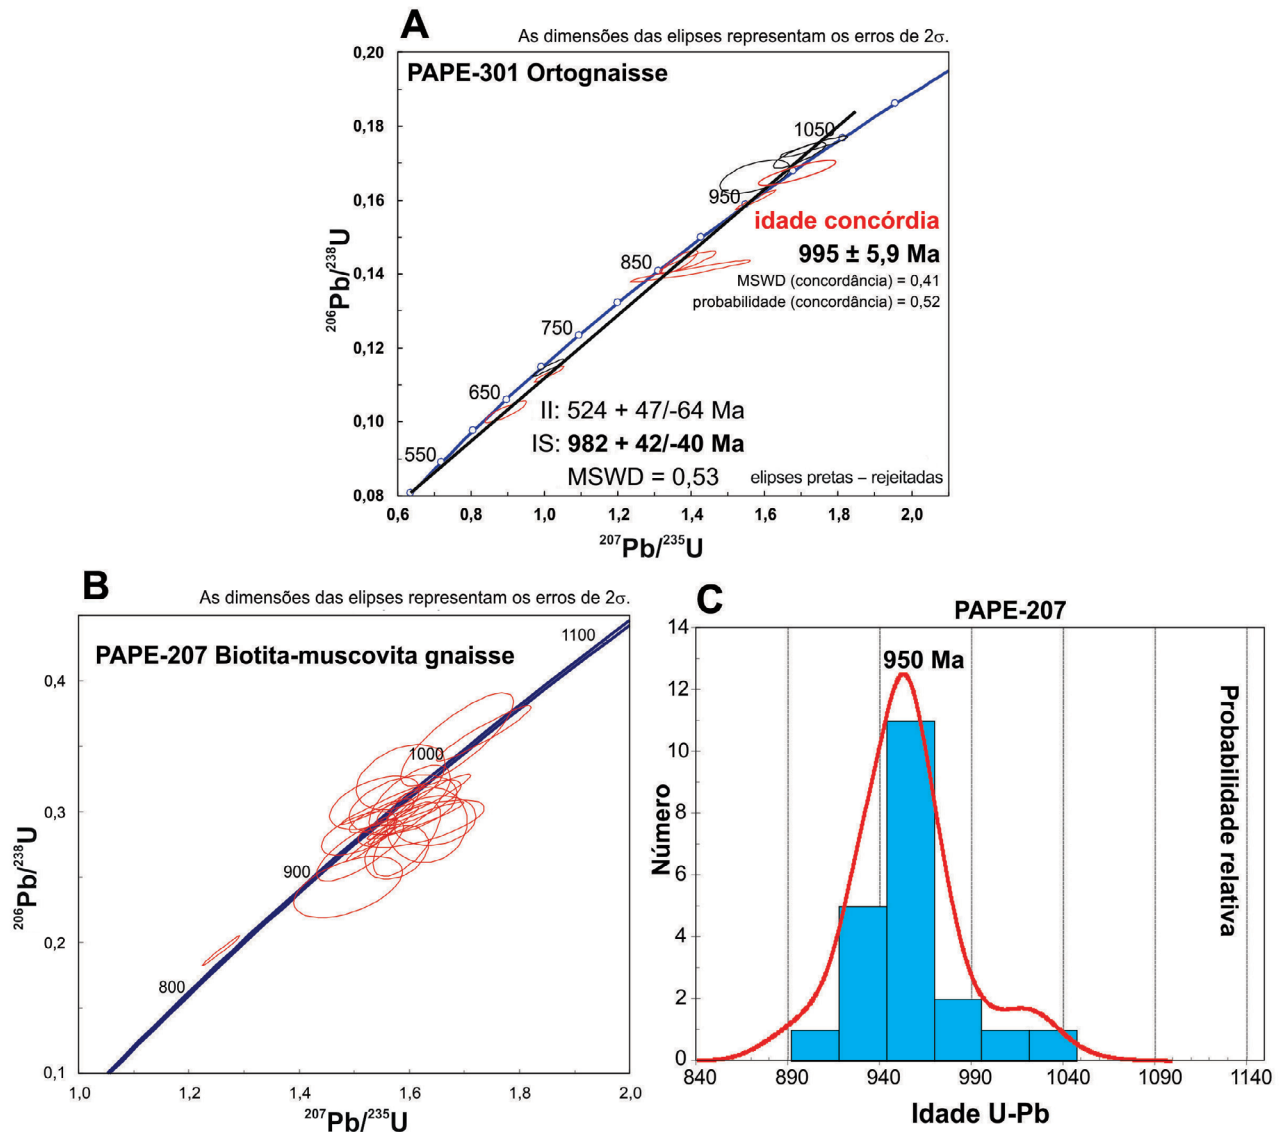 A
As dimensões das elipses representam os erros de 2σ.
PAPE-301 Ortognaisse
0,20
0,18
0,16
0,14
0,12
0,10
0,08
²⁰⁶Pb/²³⁸U
1050
950
850
750
650
550
idade concórdia
995 ± 5,9 Ma
MSWD (concordância) = 0,41
probabilidade (concordância) = 0,52
II: 524 + 47/-64 Ma
IS: 982 + 42/-40 Ma
MSWD = 0,53
elipses pretas – rejeitadas
0,6 0,8 1,0 1,2 1,4 1,6 1,8 2,0
²⁰⁷Pb/²³⁵U
B
As dimensões das elipses representam os erros de 2σ.
PAPE-207 Biotita-muscovita gnaisse
1100
1000
900
800
0,4
0,3
0,2
0,1
²⁰⁶Pb/²³⁸U
1,0 1,2 1,4 1,6 1,8 2,0
²⁰⁷Pb/²³⁵U
C
PAPE-207
950 Ma
14
12
10
8
6
4
2
0
Número
Probabilidade relativa
840 890 940 990 1040 1090 1140
Idade U-Pb